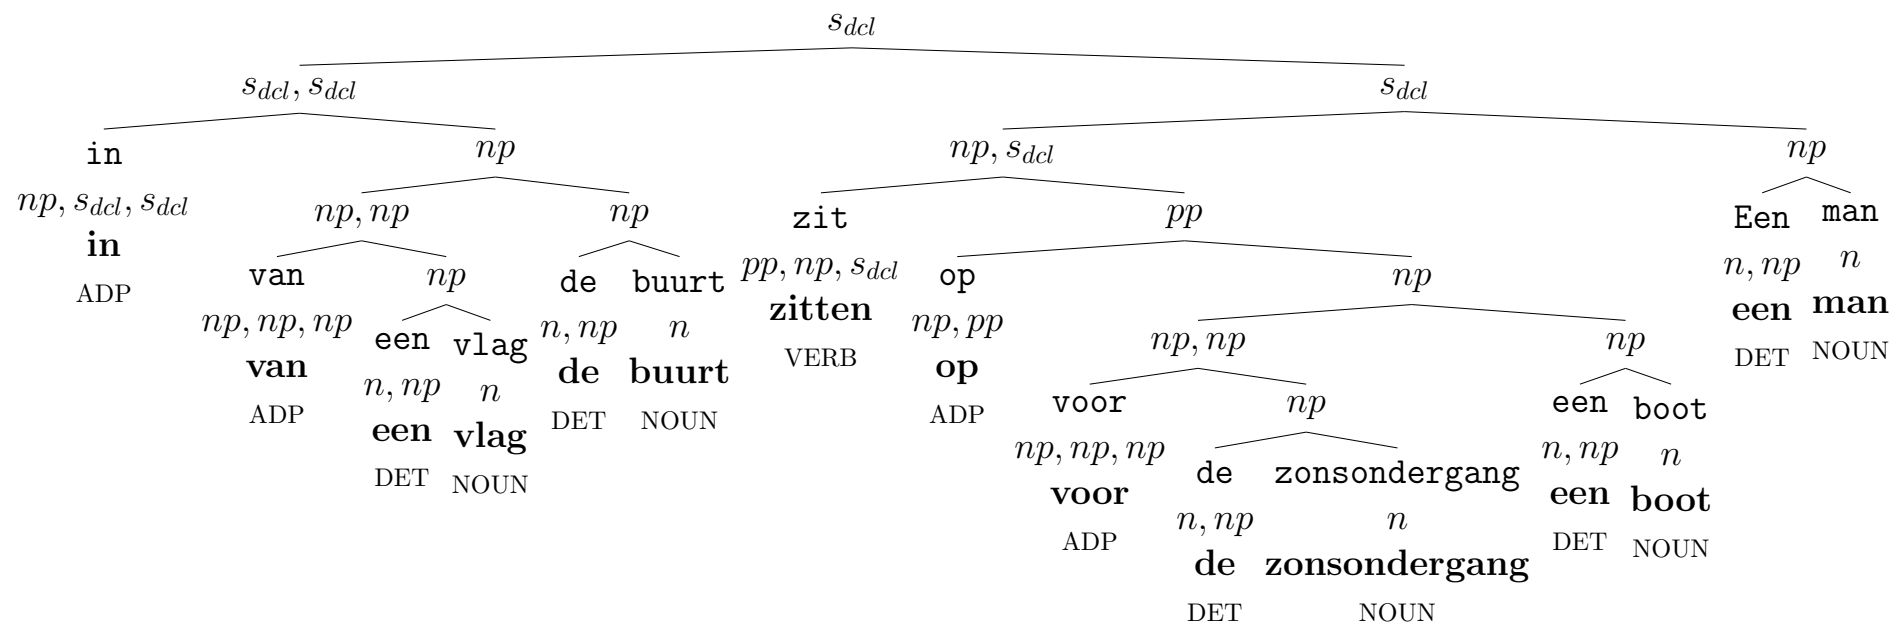 s_dcl
s_dcl, s_dcl s_dcl
in np np, s_dcl np
np, s_dcl, s_dcl np, np np zit pp Een man
in van np de buurt pp, np, s_dcl op np n, np n
ADP np, np, np een vlag n, np n zitten np, pp np, np np een man
van n, np n de buurt VERB op voor np een boot DET NOUN
ADP een vlag DET NOUN ADP np, np, np de zonsondergang n, np n
DET NOUN voor n, np n een boot
ADP de zonsondergang DET NOUN
DET NOUN